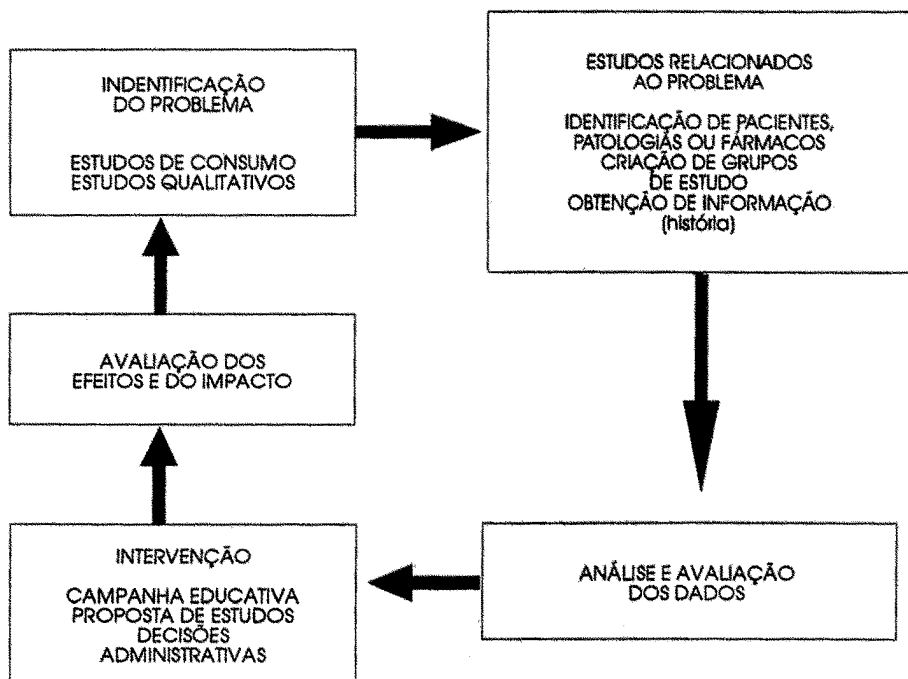 INDENTIFICAÇÃO
DO PROBLEMA
ESTUDOS DE CONSUMO
ESTUDOS QUALITATIVOS
ESTUDOS RELACIONADOS
AO PROBLEMA
IDENTIFICAÇÃO DE PACIENTES,
PATOLOGIAS OU FÁRMACOS
CRIAÇÃO DE GRUPOS
DE ESTUDO
OBTENÇÃO DE INFORMAÇÃO
(história)
AVALIAÇÃO DOS
EFEITOS E DO IMPACTO
INTERVENÇÃO
CAMPANHA EDUCATIVA
PROPOSTA DE ESTUDOS
DECISÕES
ADMINISTRATIVAS
ANÁLISE E AVALIAÇÃO
DOS DADOS